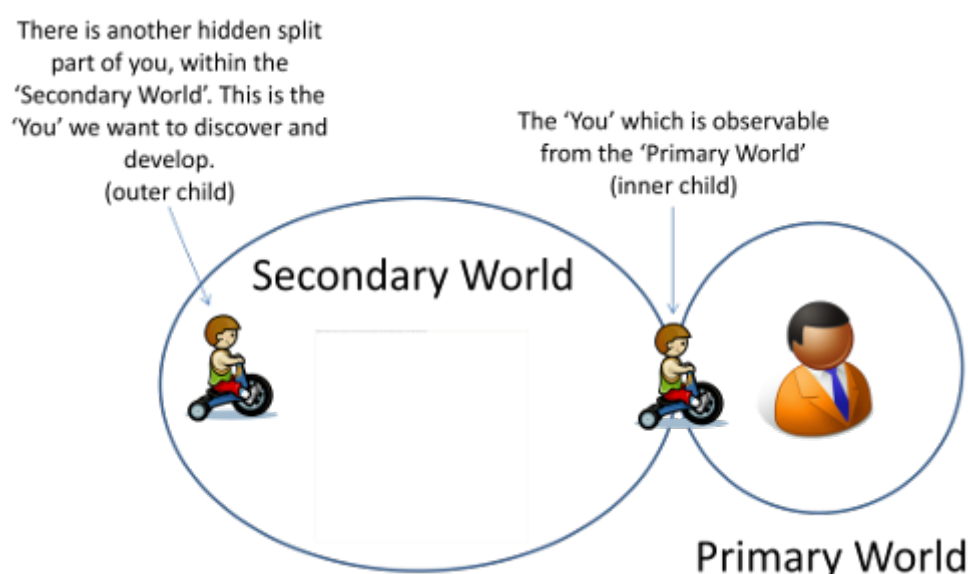 There is another hidden split
part of you, within the
‘Secondary World’. This is the
‘You’ we want to discover and
develop.
(outer child)
The ‘You’ which is observable
from the ‘Primary World’
(inner child)
Secondary World
Primary World